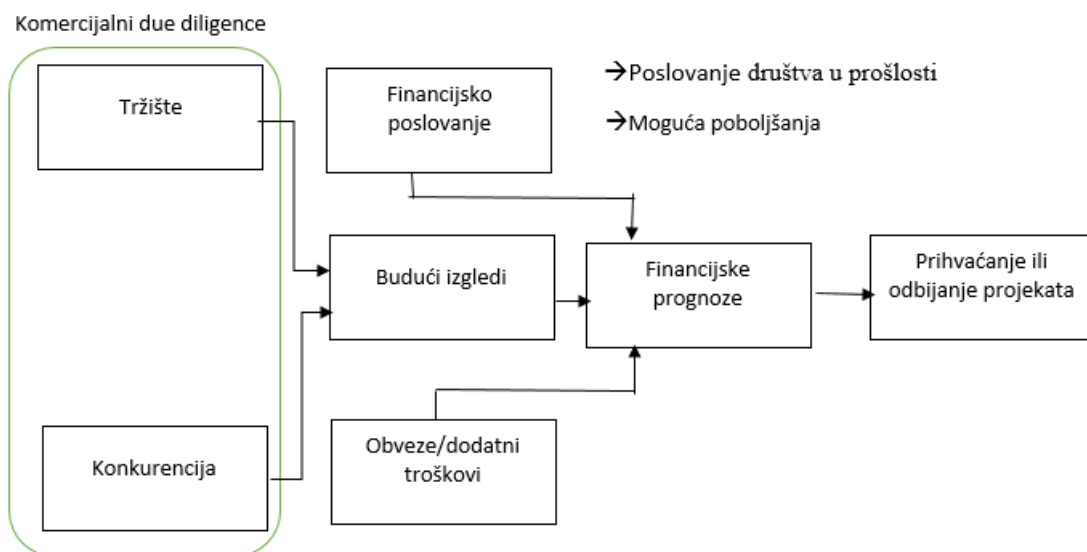 Komercijalni due diligence
Tržište
Financijsko
poslovanje
→Poslovanje društva u prošlosti
→Moguća poboljšanja
Budući izgledi
Financijske
prognoze
Prihvaćanje ili
odbijanje projekata
Konkurencija
Obveze/dodatni
troškovi